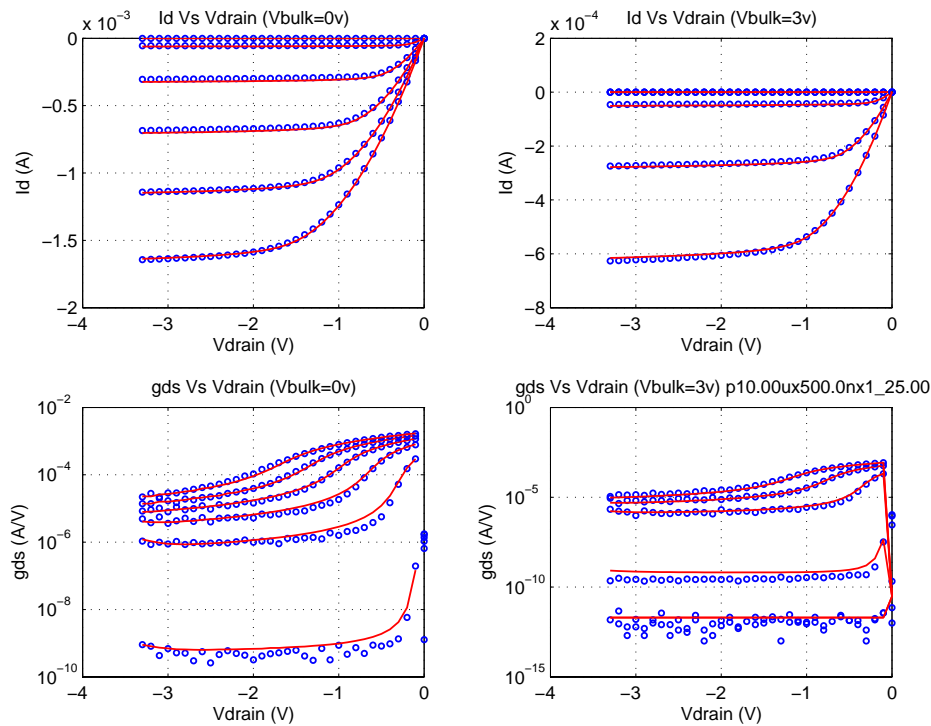 Id Vs Vdrain (Vbulk=0v)
x 10−3
0
−0.5
−1
−1.5
−2
Id (A)
−4 −3 −2 −1 0
Vdrain (V)
Id Vs Vdrain (Vbulk=3v)
x 10−4
2
0
−2
−4
−6
−8
Id (A)
−4 −3 −2 −1 0
Vdrain (V)
gds Vs Vdrain (Vbulk=0v)
10−2
10−4
10−6
10−8
10−10
gds (A/V)
−4 −3 −2 −1 0
Vdrain (V)
gds Vs Vdrain (Vbulk=3v) p10.00ux500.0nx1_25.00
100
10−5
10−10
10−15
gds (A/V)
−4 −3 −2 −1 0
Vdrain (V)